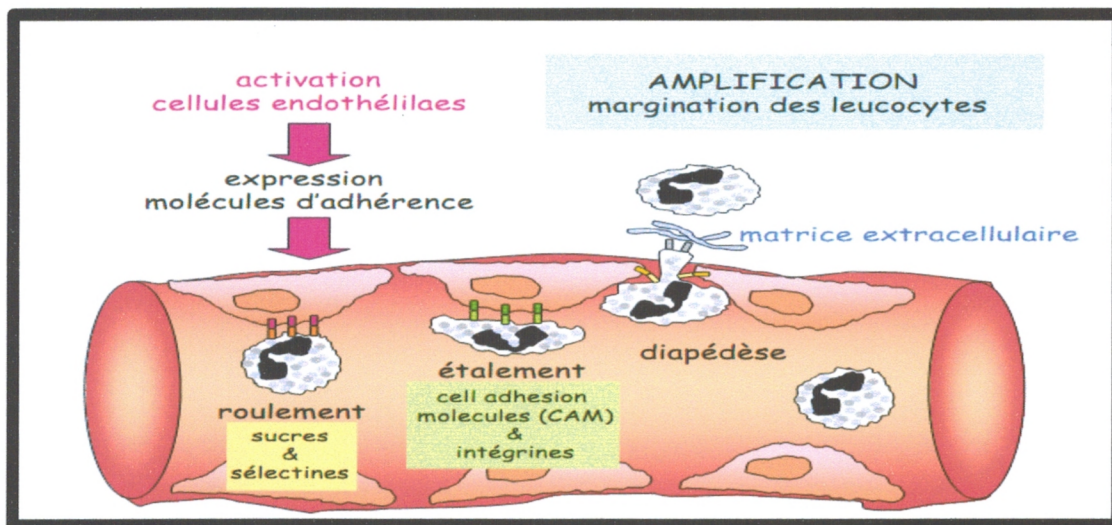 activation
cellules endothélilaes
AMPLIFICATION
margination des leucocytes
expression
molécules d'adhérence
matrice extracellulaire
diapédèse
étalement
cell adhesion
molecules (CAM)
&
intégrines
roulement
sucres
&
sélectines